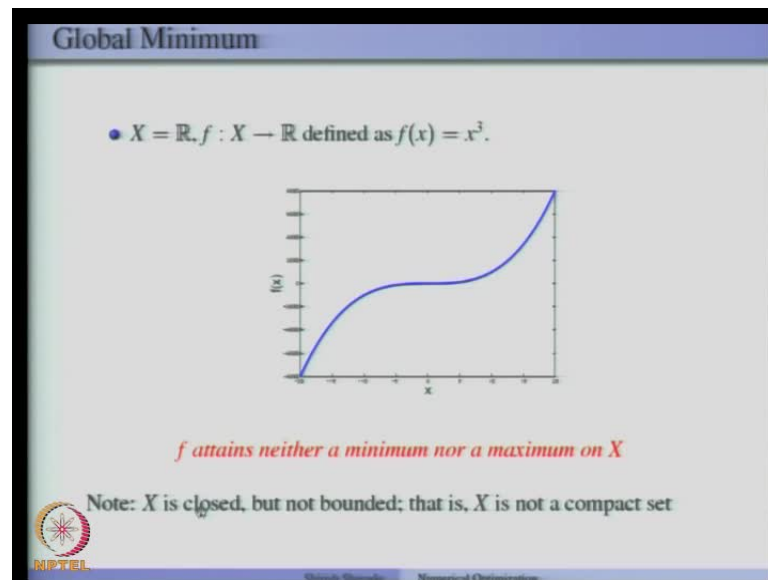 Global Minimum
• X = ℝ, f : X → ℝ defined as f(x) = x³.
f(x)
x
f attains neither a minimum nor a maximum on X
Note: X is closed, but not bounded; that is, X is not a compact set
NPTEL
Numerical Optimization